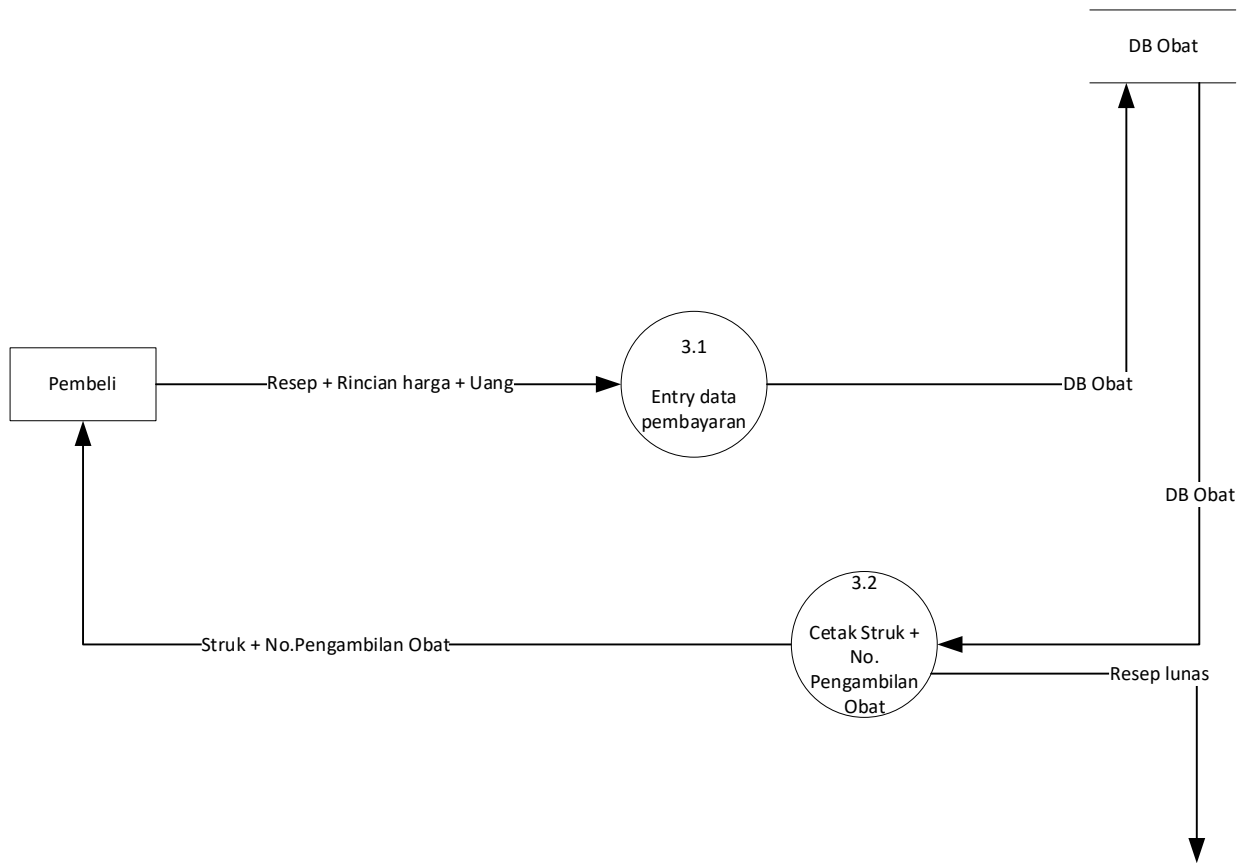 DB Obat
3.1
Entry data
pembayaran
Pembeli
Resep + Rincian harga + Uang
DB Obat
DB Obat
3.2
Cetak Struk +
No.
Pengambilan
Obat
Struk + No.Pengambilan Obat
Resep lunas